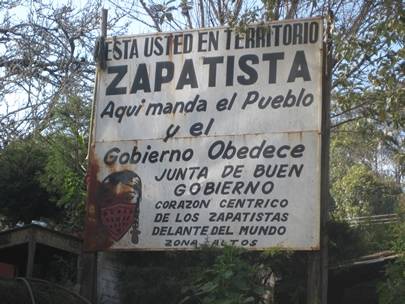 ESTA USTED EN TERRITORIO
ZAPATISTA
Aqui manda el Pueblo
y el
Gobierno Obedece
JUNTA DE BUEN
GOBIERNO
CORAZON CENTRICO
DE LOS ZAPATISTAS
DELANTE DEL MUNDO
ZONA ALTOS